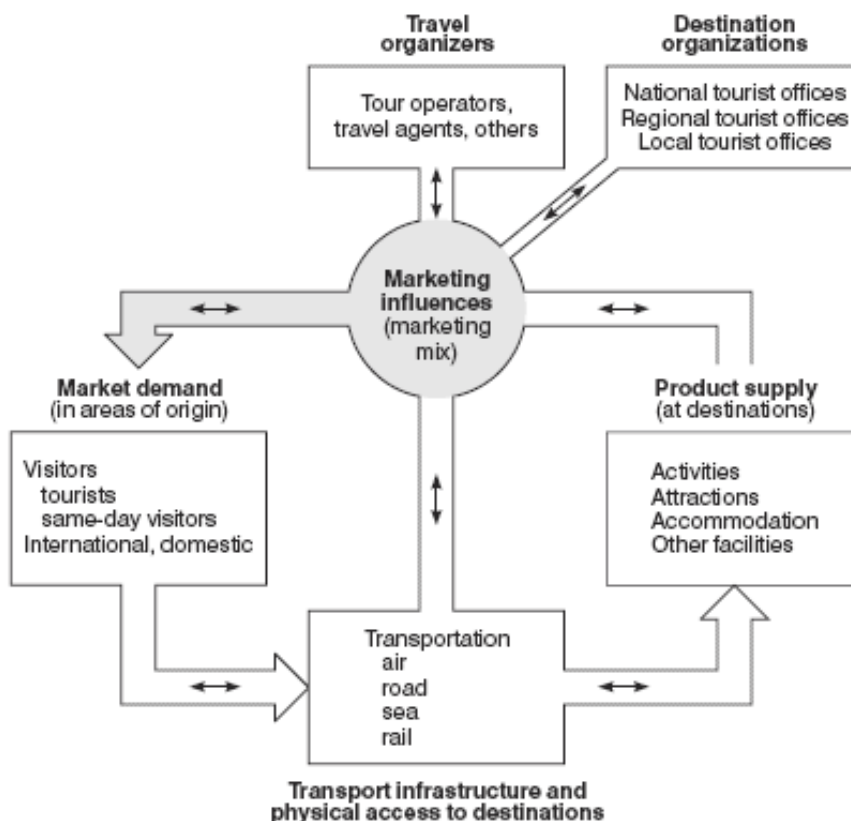 Travel
organizers
Tour operators,
travel agents, others
Destination
organizations
National tourist offices
Regional tourist offices
Local tourist offices
Marketing
influences
(marketing
mix)
Market demand
(in areas of origin)
Visitors
tourists
same-day visitors
International, domestic
Product supply
(at destinations)
Activities
Attractions
Accommodation
Other facilities
Transportation
air
road
sea
rail
Transport infrastructure and
physical access to destinations